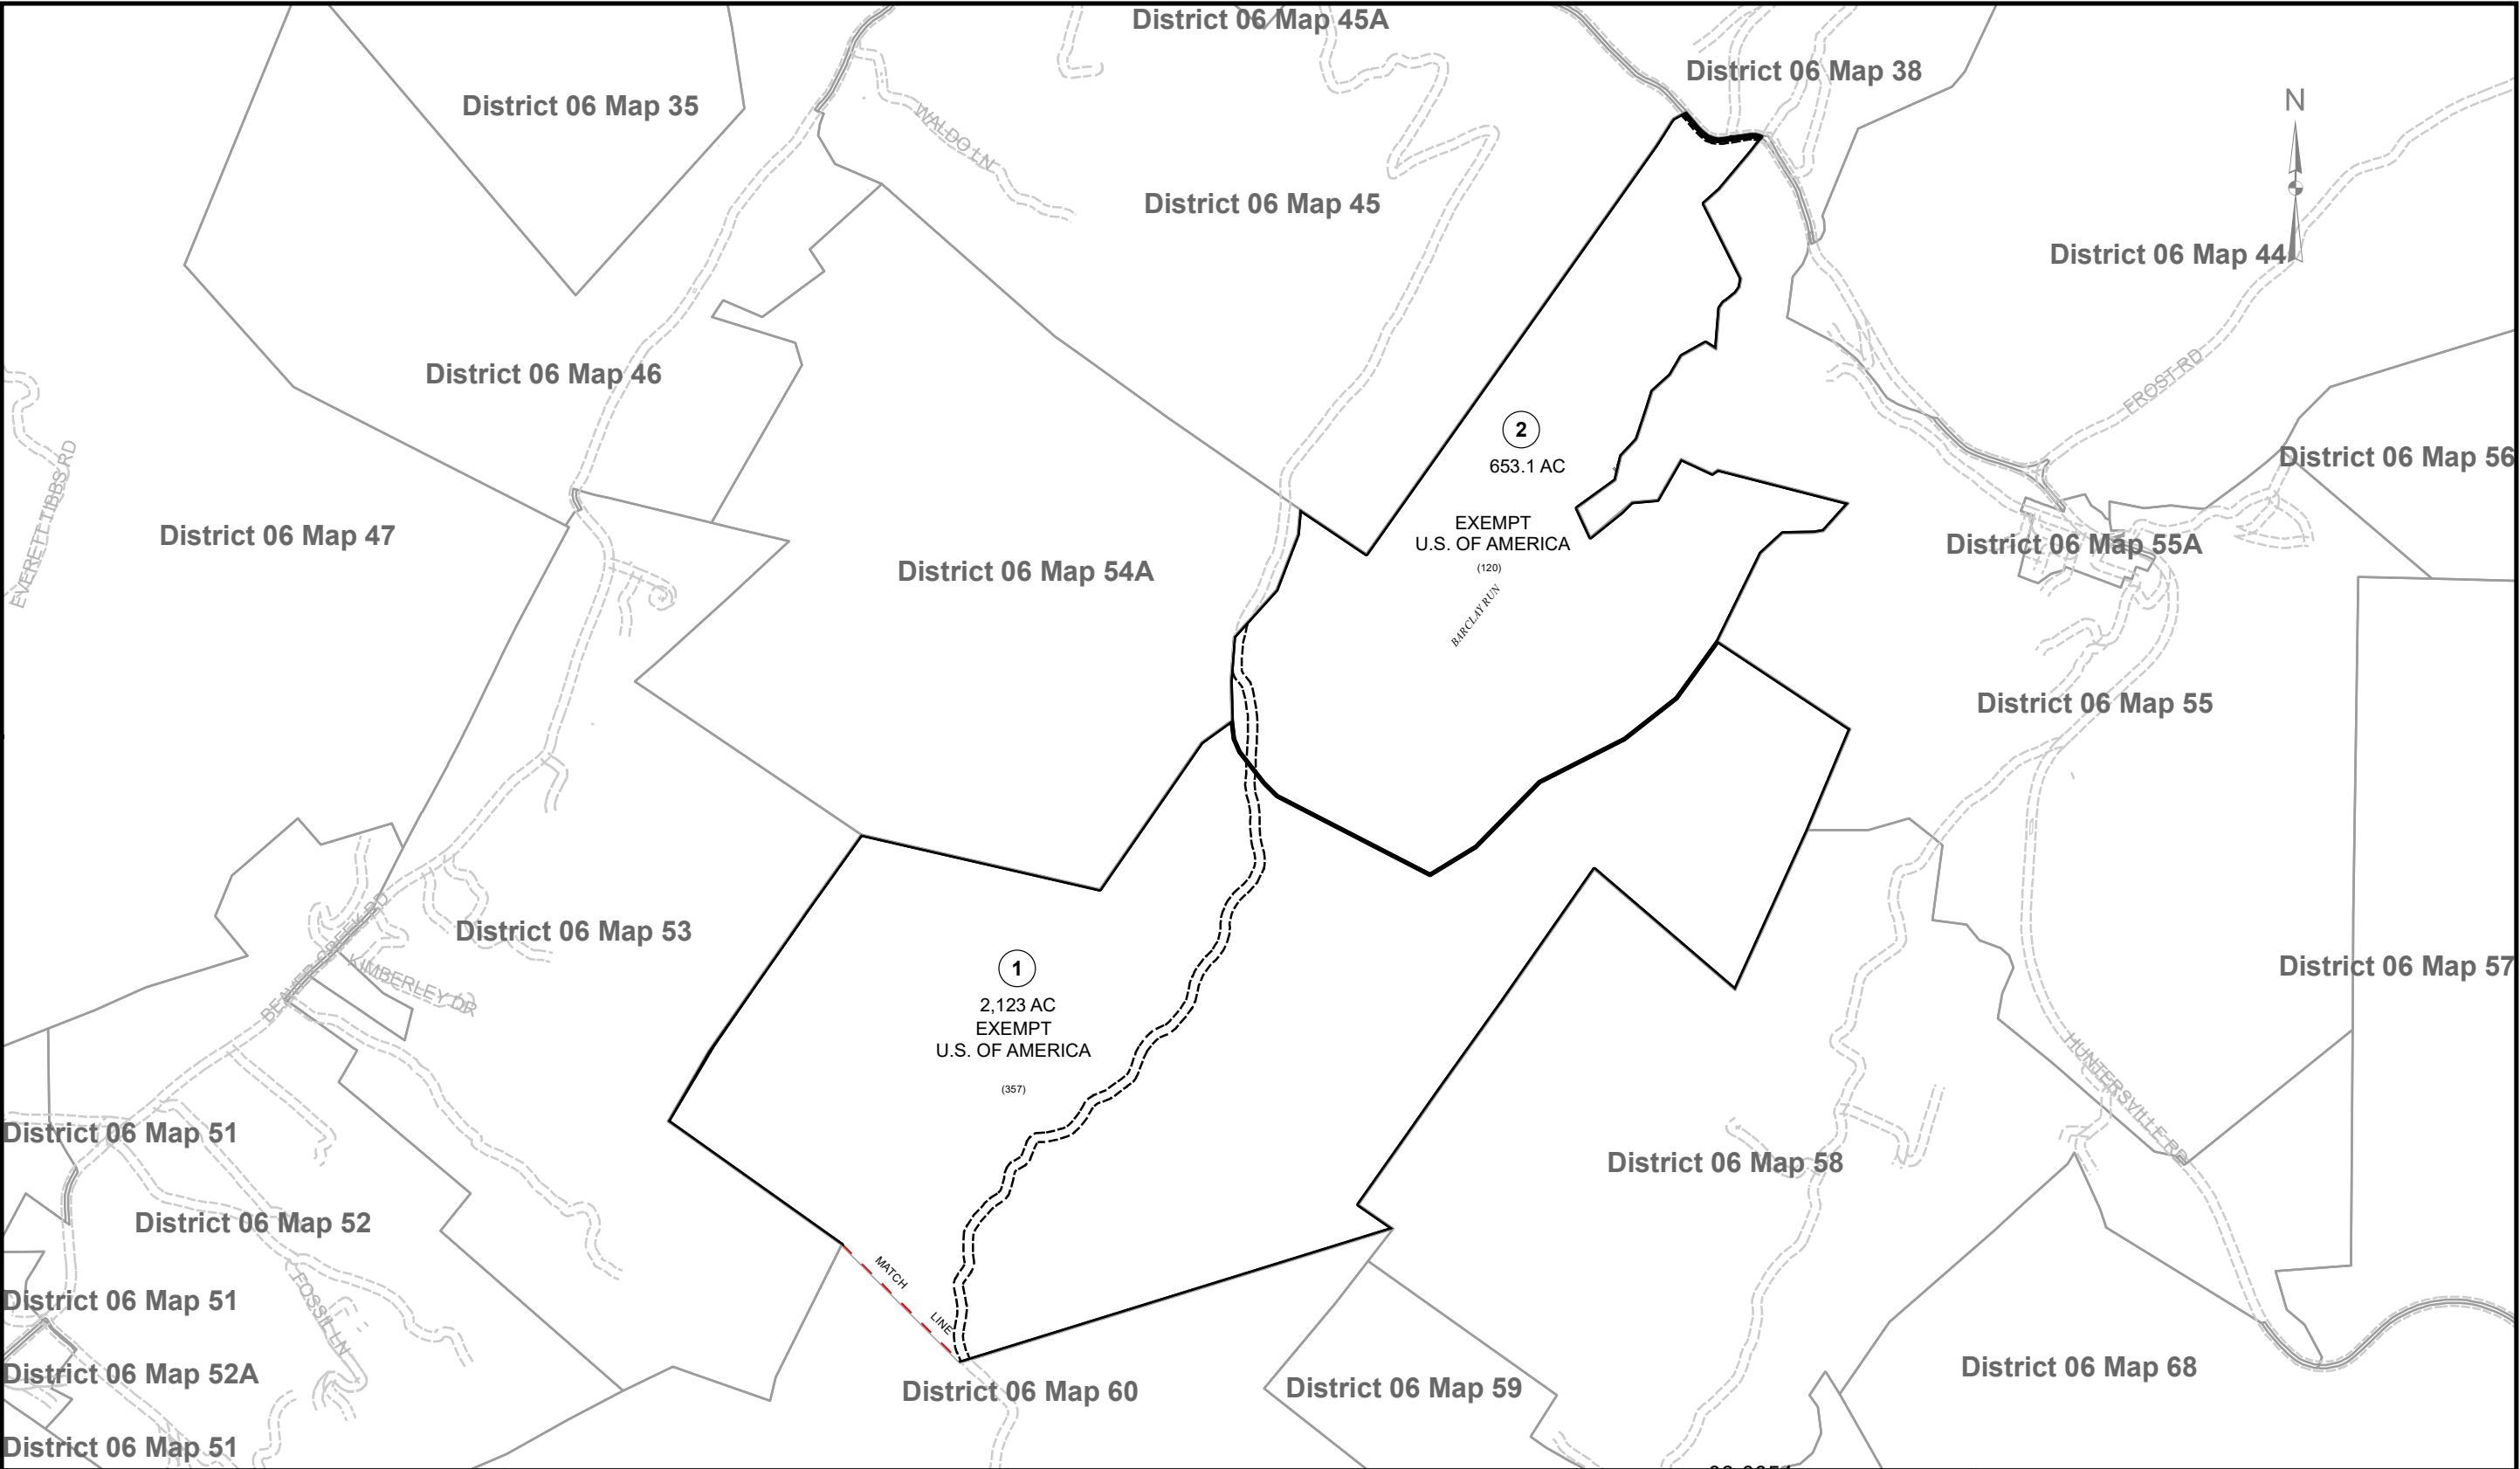 District 06 Map 45A
District 06 Map 38
District 06 Map 35
N
WALDO LN
District 06 Map 45
District 06 Map 44
District 06 Map 46
FROST RD
2
653.1 AC
District 06 Map 56
EVERETT TIBBS RD
District 06 Map 47
EXEMPT
U.S. OF AMERICA
(120)
BARCLAY RUN
District 06 Map 55A
District 06 Map 54A
District 06 Map 55
District 06 Map 53
BEAVER CREEK RD
KIMBERLEY DR
1
2,123 AC
EXEMPT
U.S. OF AMERICA
(357)
District 06 Map 57
HUNTERSVILLE RD
District 06 Map 51
District 06 Map 58
District 06 Map 52
MATCH
LINE
FOSSIL LN
District 06 Map 51
District 06 Map 52A
District 06 Map 60
District 06 Map 59
District 06 Map 68
District 06 Map 51